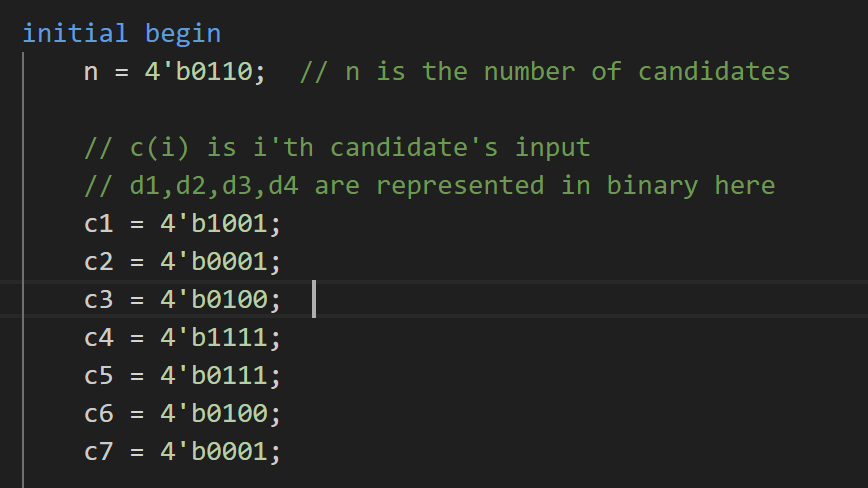 initial begin
n = 4'b0110;  // n is the number of candidates
// c(i) is i'th candidate's input
// d1,d2,d3,d4 are represented in binary here
c1 = 4'b1001;
c2 = 4'b0001;
c3 = 4'b0100;
c4 = 4'b1111;
c5 = 4'b0111;
c6 = 4'b0100;
c7 = 4'b0001;